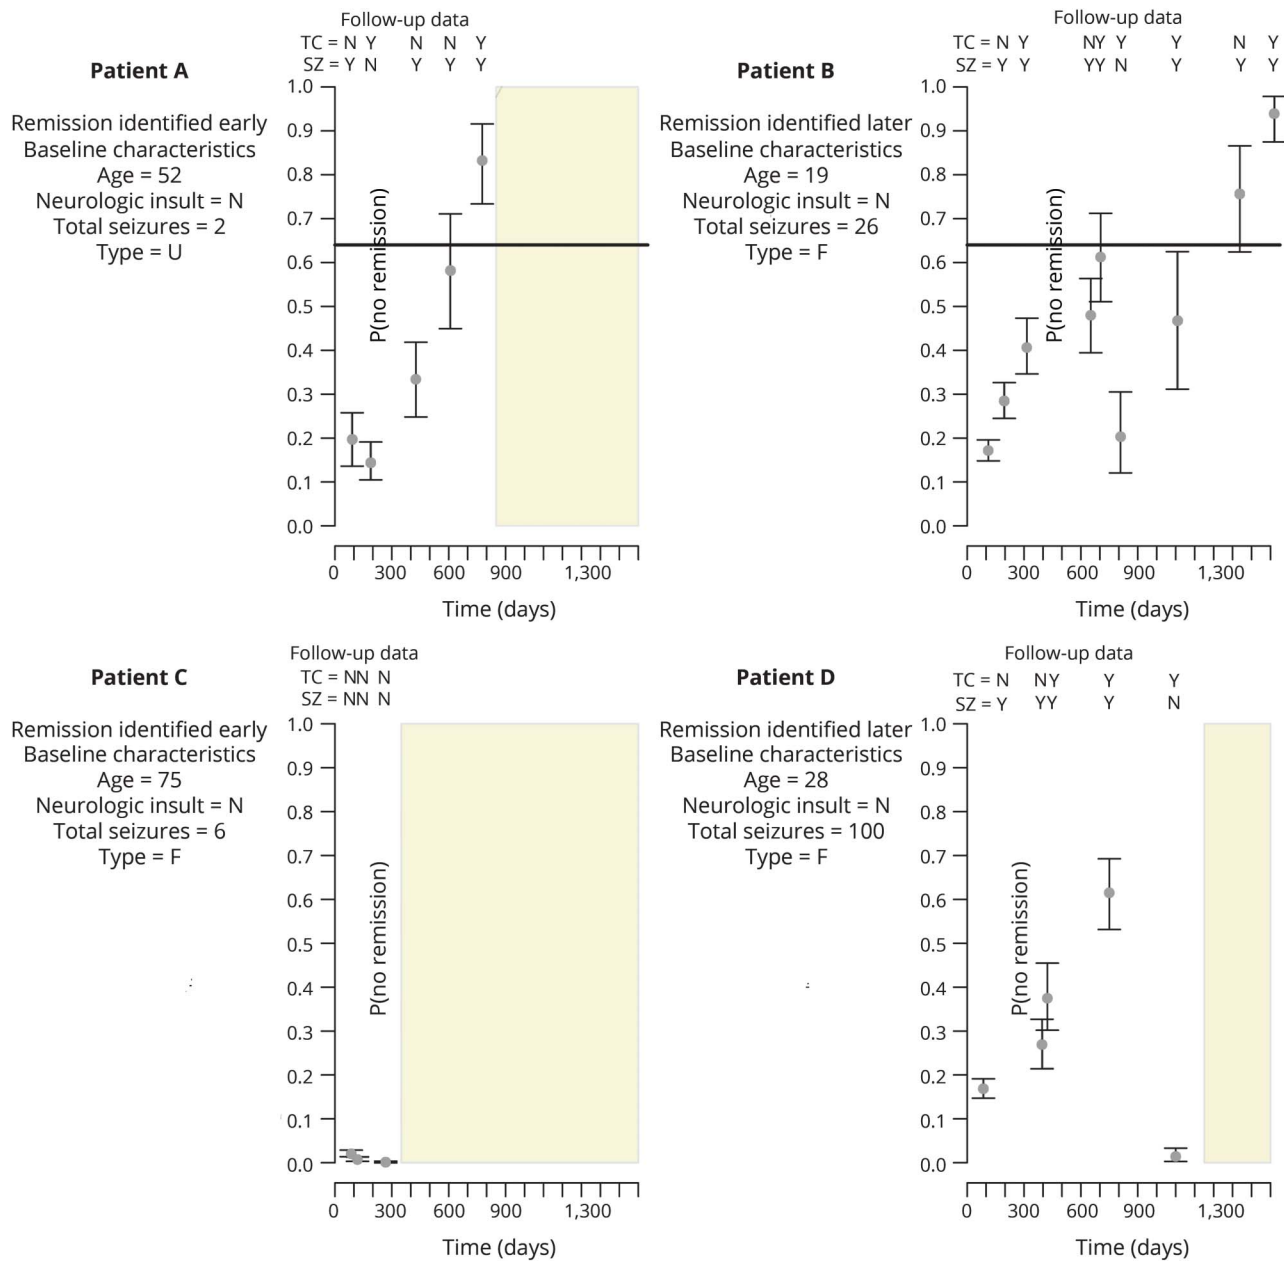 Patient A
Remission identified early
Baseline characteristics
Age = 52
Neurologic insult = N
Total seizures = 2
Type = U
Follow-up data
TC = N Y N N Y
SZ = Y N Y Y Y
1.0
0.9
0.8
0.7
0.6
0.5
0.4
0.3
0.2
0.1
0.0
P(no remission)
0 300 600 900 1,300
Time (days)
Patient B
Remission identified later
Baseline characteristics
Age = 19
Neurologic insult = N
Total seizures = 26
Type = F
Follow-up data
TC = N Y NY Y Y N Y
SZ = Y Y YY N Y Y Y
1.0
0.9
0.8
0.7
0.6
0.5
0.4
0.3
0.2
0.1
0.0
P(no remission)
0 300 600 900 1,300
Time (days)
Patient C
Remission identified early
Baseline characteristics
Age = 75
Neurologic insult = N
Total seizures = 6
Type = F
Follow-up data
TC = NN N
SZ = NN N
1.0
0.9
0.8
0.7
0.6
0.5
0.4
0.3
0.2
0.1
0.0
P(no remission)
0 300 600 900 1,300
Time (days)
Patient D
Remission identified later
Baseline characteristics
Age = 28
Neurologic insult = N
Total seizures = 100
Type = F
Follow-up data
TC = N NY Y Y
SZ = Y YY Y N
1.0
0.9
0.8
0.7
0.6
0.5
0.4
0.3
0.2
0.1
0.0
P(no remission)
0 300 600 900 1,300
Time (days)